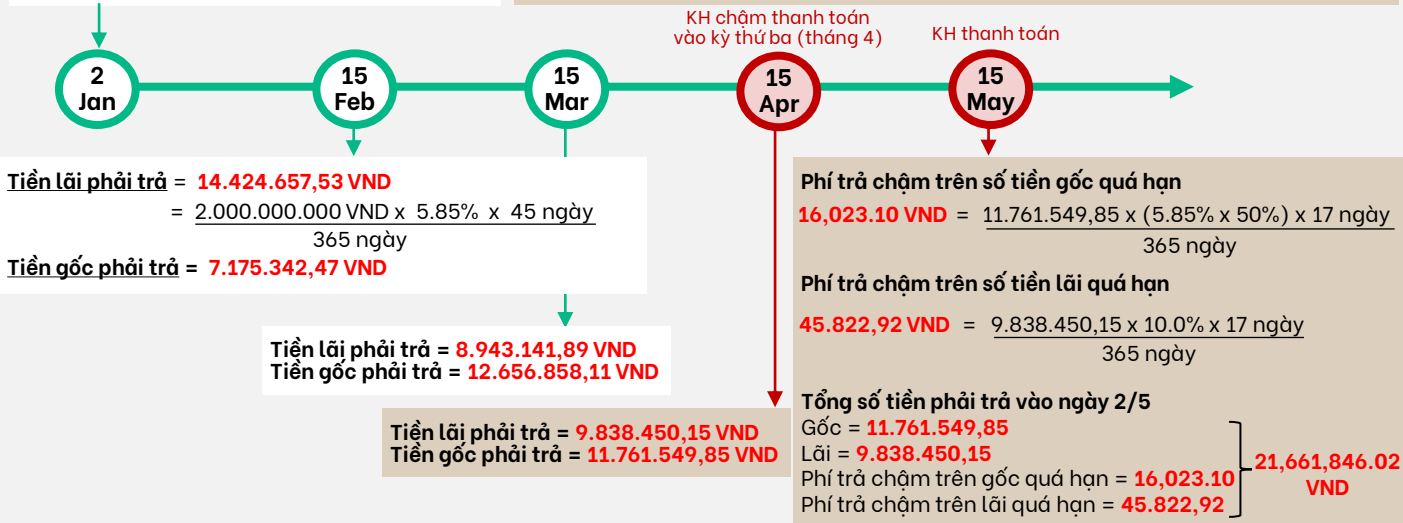 KH chậm thanh toán
vào kỳ thứ ba (tháng 4)
KH thanh toán
2
Jan
15
Feb
15
Mar
15
Apr
15
May
Tiền lãi phải trả = 14.424.657,53 VND
= 2.000.000.000 VND x 5.85% x 45 ngày
365 ngày
Tiền gốc phải trả = 7.175.342,47 VND
Tiền lãi phải trả = 8.943.141,89 VND
Tiền gốc phải trả = 12.656.858,11 VND
Tiền lãi phải trả = 9.838.450,15 VND
Tiền gốc phải trả = 11.761.549,85 VND
Phí trả chậm trên số tiền gốc quá hạn
16,023.10 VND = 11.761.549,85 x (5.85% x 50%) x 17 ngày
365 ngày
Phí trả chậm trên số tiền lãi quá hạn
45.822,92 VND = 9.838.450,15 x 10.0% x 17 ngày
365 ngày
Tổng số tiền phải trả vào ngày 2/5
Gốc = 11.761.549,85
Lãi = 9.838.450,15
Phí trả chậm trên gốc quá hạn = 16,023.10
Phí trả chậm trên lãi quá hạn = 45.822,92
21,661,846.02
VND